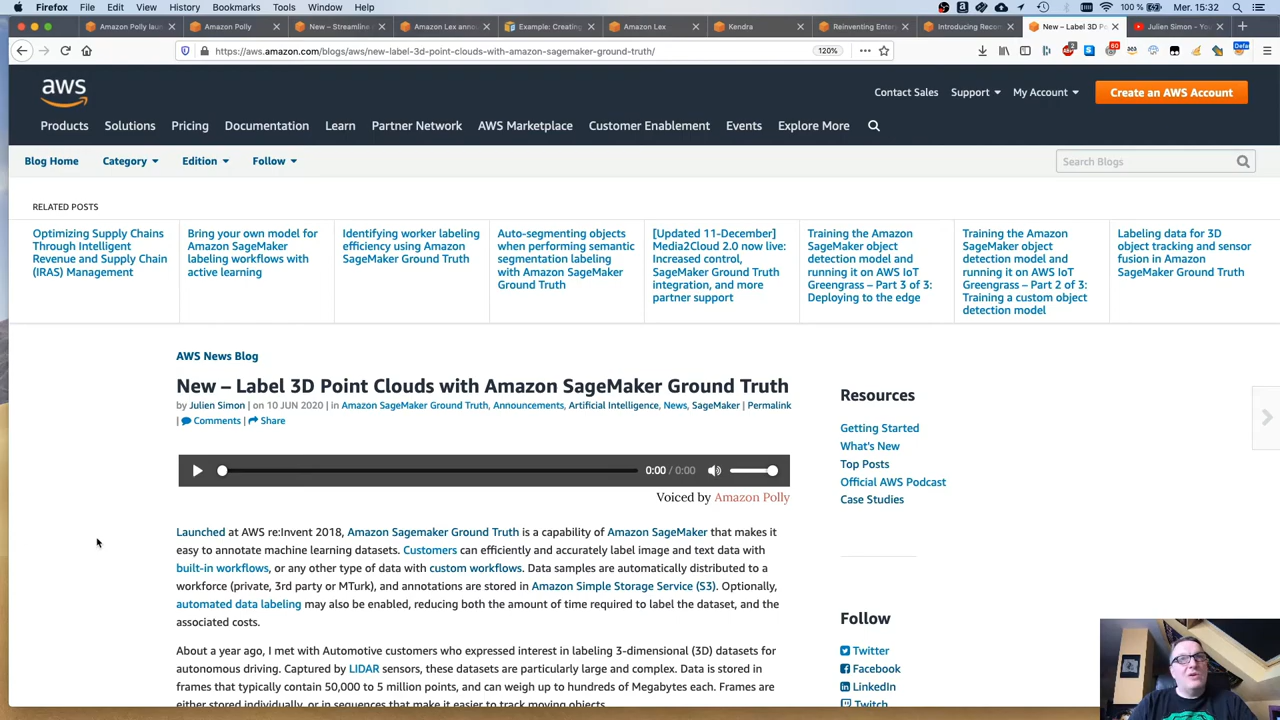 Firefox File Edit View History Bookmarks Tools Window Help 100 % Mer. 15:32
Amazon Polly laun
Amazon Polly
New – Streamline
Amazon Lex anno
Example: Creating
Amazon Lex
Kendra
Reinventing Enter
Introducing Recon
New – Label 3D P
Julien Simon - Yo
https://aws.amazon.com/blogs/aws/new-label-3d-point-clouds-with-amazon-sagemaker-ground-truth/ 120%
aws
Contact Sales Support My Account Create an AWS Account
Products Solutions Pricing Documentation Learn Partner Network AWS Marketplace Customer Enablement Events Explore More
Blog Home Category Edition Follow Search Blogs
RELATED POSTS
Optimizing Supply Chains
Through Intelligent
Revenue and Supply Chain
(IRAS) Management
Bring your own model for
Amazon SageMaker
labeling workflows with
active learning
Identifying worker labeling
efficiency using Amazon
SageMaker Ground Truth
Auto-segmenting objects
when performing semantic
segmentation labeling
with Amazon SageMaker
Ground Truth
[Updated 11-December]
Media2Cloud 2.0 now live:
Increased control,
SageMaker Ground Truth
integration, and more
partner support
Training the Amazon
SageMaker object
detection model and
running it on AWS IoT
Greengrass – Part 3 of 3:
Deploying to the edge
Training the Amazon
SageMaker object
detection model and
running it on AWS IoT
Greengrass – Part 2 of 3:
Training a custom object
detection model
Labeling data for 3D
object tracking and sensor
fusion in Amazon
SageMaker Ground Truth
AWS News Blog
New – Label 3D Point Clouds with Amazon SageMaker Ground Truth
by Julien Simon | on 10 JUN 2020 | in Amazon SageMaker Ground Truth, Announcements, Artificial Intelligence, News, SageMaker | Permalink
| Comments | Share
0:00 / 0:00
Voiced by Amazon Polly
Launched at AWS re:Invent 2018, Amazon Sagemaker Ground Truth is a capability of Amazon SageMaker that makes it
easy to annotate machine learning datasets. Customers can efficiently and accurately label image and text data with
built-in workflows, or any other type of data with custom workflows. Data samples are automatically distributed to a
workforce (private, 3rd party or MTurk), and annotations are stored in Amazon Simple Storage Service (S3). Optionally,
automated data labeling may also be enabled, reducing both the amount of time required to label the dataset, and the
associated costs.
About a year ago, I met with Automotive customers who expressed interest in labeling 3-dimensional (3D) datasets for
autonomous driving. Captured by LIDAR sensors, these datasets are particularly large and complex. Data is stored in
frames that typically contain 50,000 to 5 million points, and can weigh up to hundreds of Megabytes each. Frames are
either stored individually, or in sequences that make it easier to track moving objects.
Resources
Getting Started
What's New
Top Posts
Official AWS Podcast
Case Studies
Follow
Twitter
Facebook
LinkedIn
Twitch